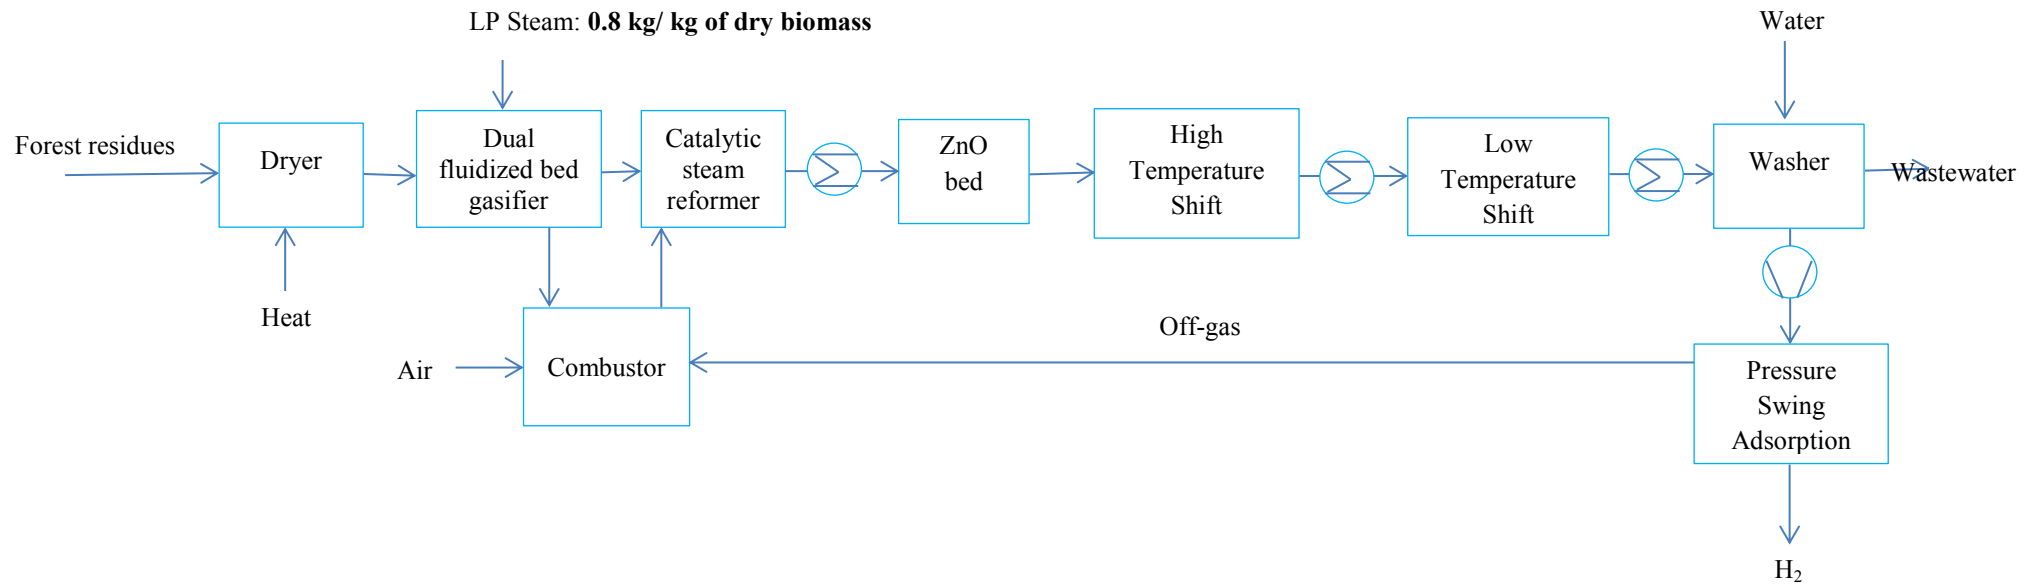 LP Steam: 0.8 kg/ kg of dry biomass
Water
Forest residues
Dryer
Dual
fluidized bed
gasifier
Catalytic
steam
reformer
ZnO
bed
High
Temperature
Shift
Low
Temperature
Shift
Washer
Wastewater
Heat
Air
Combustor
Off-gas
Pressure
Swing
Adsorption
H₂